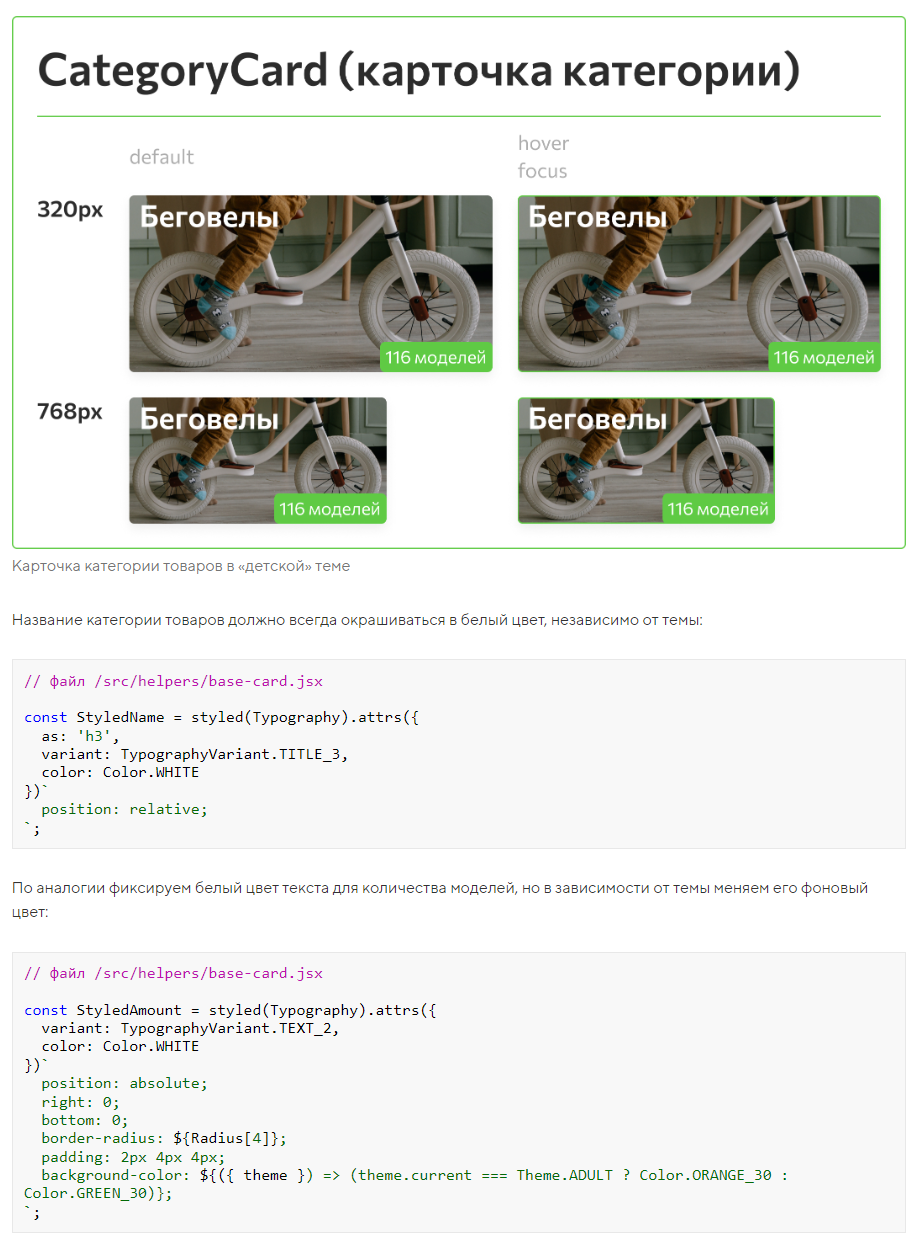 CategoryCard (карточка категории)
default
hover
focus
320px
Беговелы
116 моделей
Беговелы
116 моделей
768px
Беговелы
116 моделей
Беговелы
116 моделей
Карточка категории товаров в «детской» теме
Название категории товаров должно всегда окрашиваться в белый цвет, независимо от темы:
// файл /src/helpers/base-card.jsx
const StyledName = styled(Typography).attrs({
  as: 'h3',
  variant: TypographyVariant.TITLE_3,
  color: Color.WHITE
})`
  position: relative;
`;
По аналогии фиксируем белый цвет текста для количества моделей, но в зависимости от темы меняем его фоновый
цвет:
// файл /src/helpers/base-card.jsx
const StyledAmount = styled(Typography).attrs({
  variant: TypographyVariant.TEXT_2,
  color: Color.WHITE
})`
  position: absolute;
  right: 0;
  bottom: 0;
  border-radius: ${Radius[4]};
  padding: 2px 4px 4px;
  background-color: ${({ theme }) => (theme.current === Theme.ADULT ? Color.ORANGE_30 :
Color.GREEN_30)};
`;